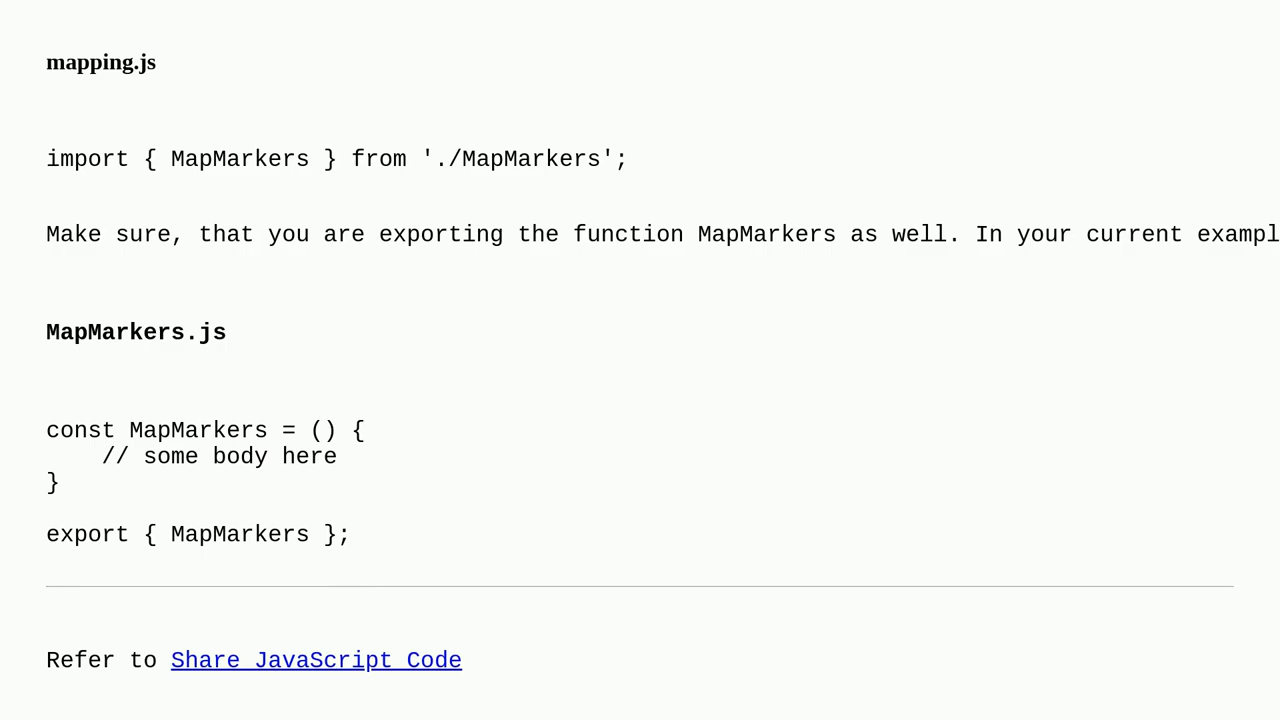 mapping.js
import { MapMarkers } from './MapMarkers';
Make sure, that you are exporting the function MapMarkers as well. In your current exampl
MapMarkers.js
const MapMarkers = () {
    // some body here
}
export { MapMarkers };
Refer to Share JavaScript Code